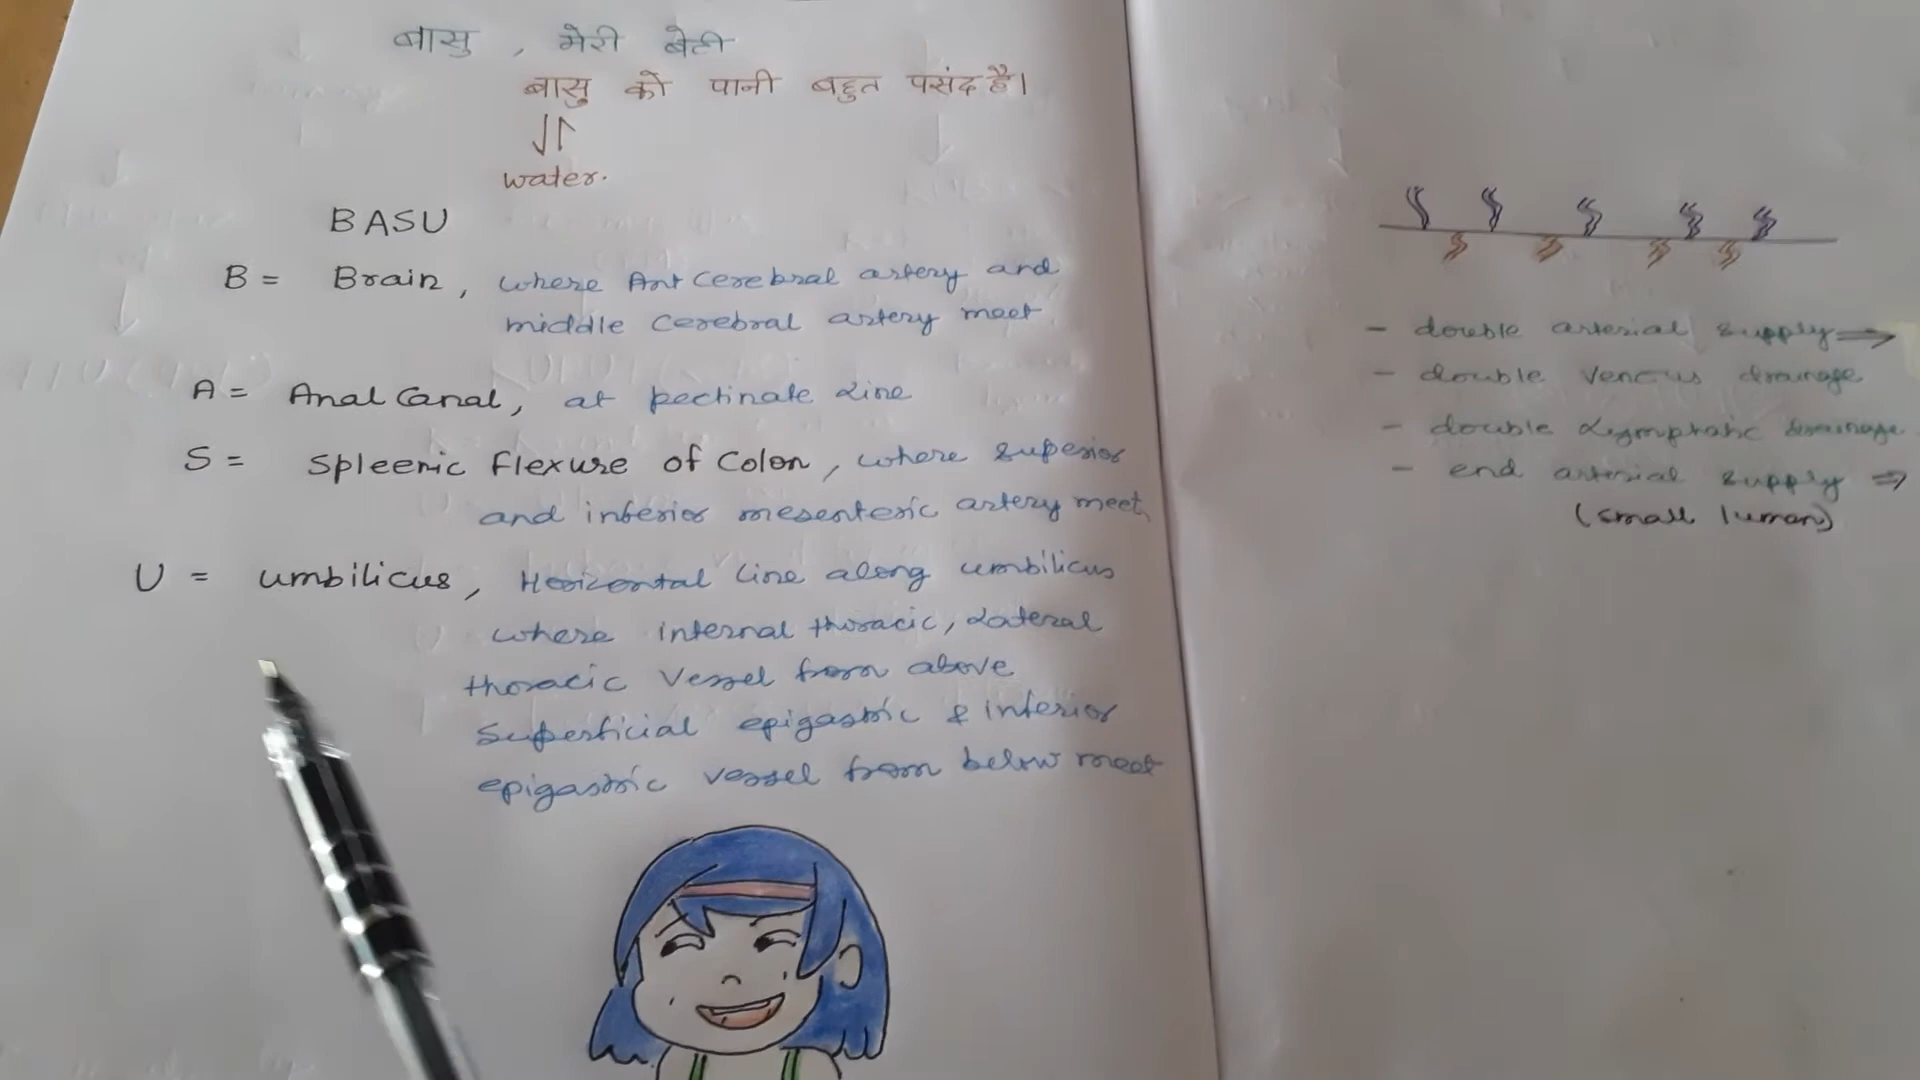 बासु , मेरी बेटी
बासु को पानी बहुत पसंद है।
water.
BASU
B = Brain, where Ant cerebral artery and
middle cerebral artery meet
A = Anal Canal, at pectinate Line
S = Spleenic flexure of Colon, where superior
and inferior mesenteric artery meet
U = umbilicus, Horizontal line along umbilicus
where internal thoracic, Lateral
thoracic vessel from above
Superficial epigastric & inferior
epigastric vessel from below meet
- double arterial supply ⇒
- double venous drainage
- double Lymphatic drainage
- end arterial supply ⇒
(small luman)